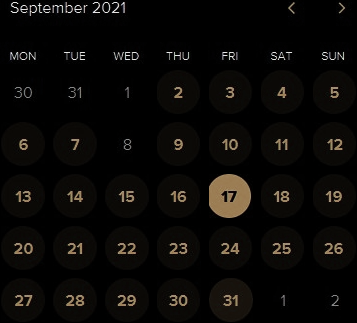 September 2021
MON TUE WED THU FRI SAT SUN
30 31 1 2 3 4 5
6 7 8 9 10 11 12
13 14 15 16 17 18 19
20 21 22 23 24 25 26
27 28 29 30 31 1 2